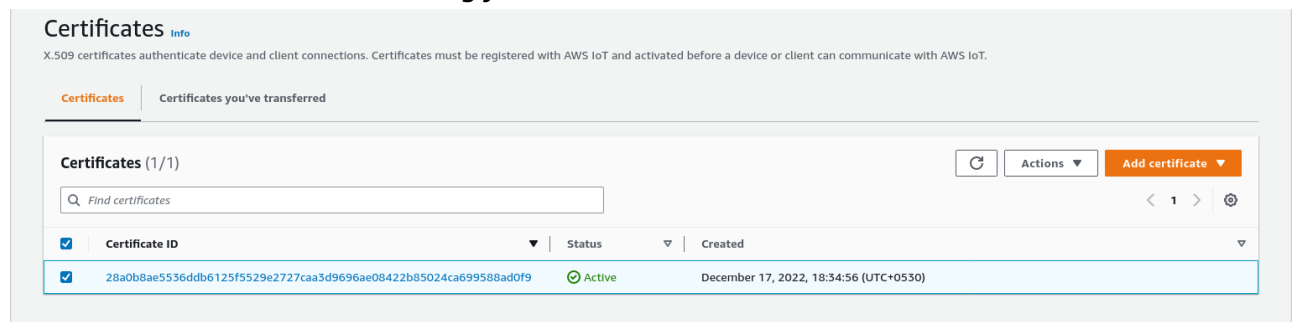 Certificates Info
X.509 certificates authenticate device and client connections. Certificates must be registered with AWS IoT and activated before a device or client can communicate with AWS IoT.
Certificates Certificates you've transferred
Certificates (1/1) Actions Add certificate
Find certificates 1
Certificate ID Status Created
28a0b8ae5536ddb6125f5529e2727caa3d9696ae08422b85024ca699588ad0f9 Active December 17, 2022, 18:34:56 (UTC+0530)